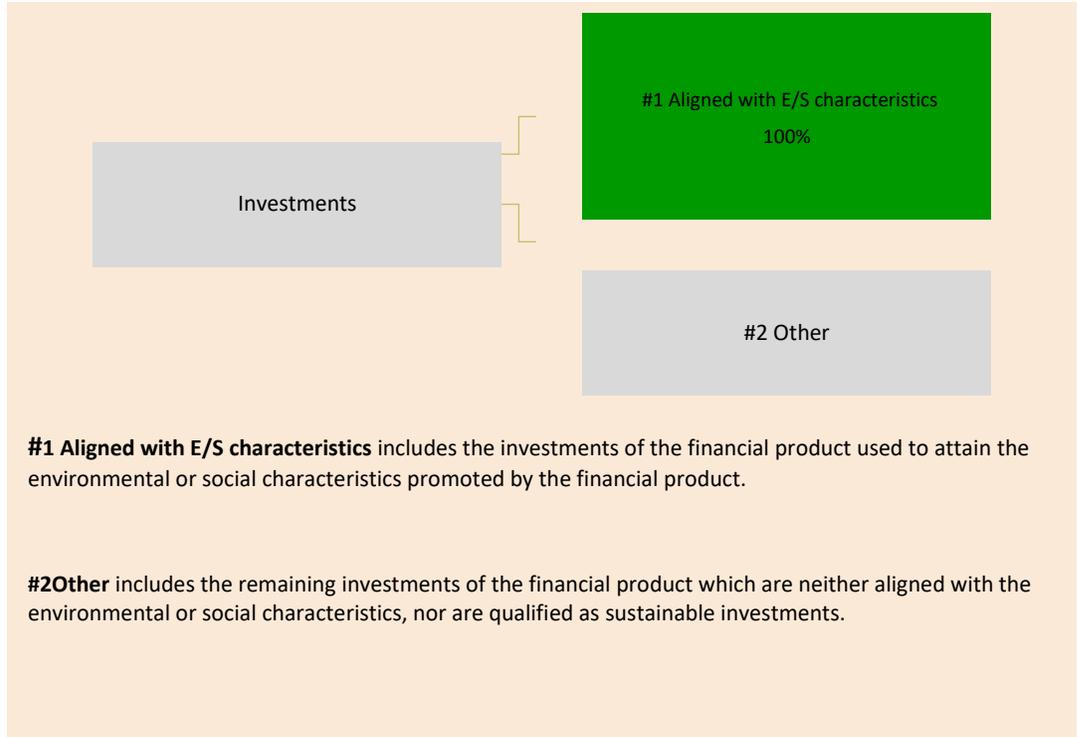 #1 Aligned with E/S characteristics
100%
Investments
#2 Other
#1 Aligned with E/S characteristics includes the investments of the financial product used to attain the
environmental or social characteristics promoted by the financial product.
#2Other includes the remaining investments of the financial product which are neither aligned with the
environmental or social characteristics, nor are qualified as sustainable investments.